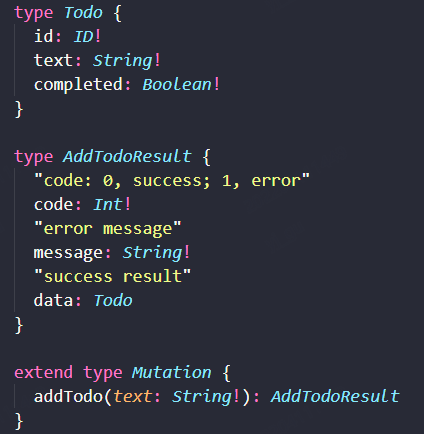 type Todo {
  id: ID!
  text: String!
  completed: Boolean!
}

type AddTodoResult {
  "code: 0, success; 1, error"
  code: Int!
  "error message"
  message: String!
  "success result"
  data: Todo
}

extend type Mutation {
  addTodo(text: String!): AddTodoResult
}